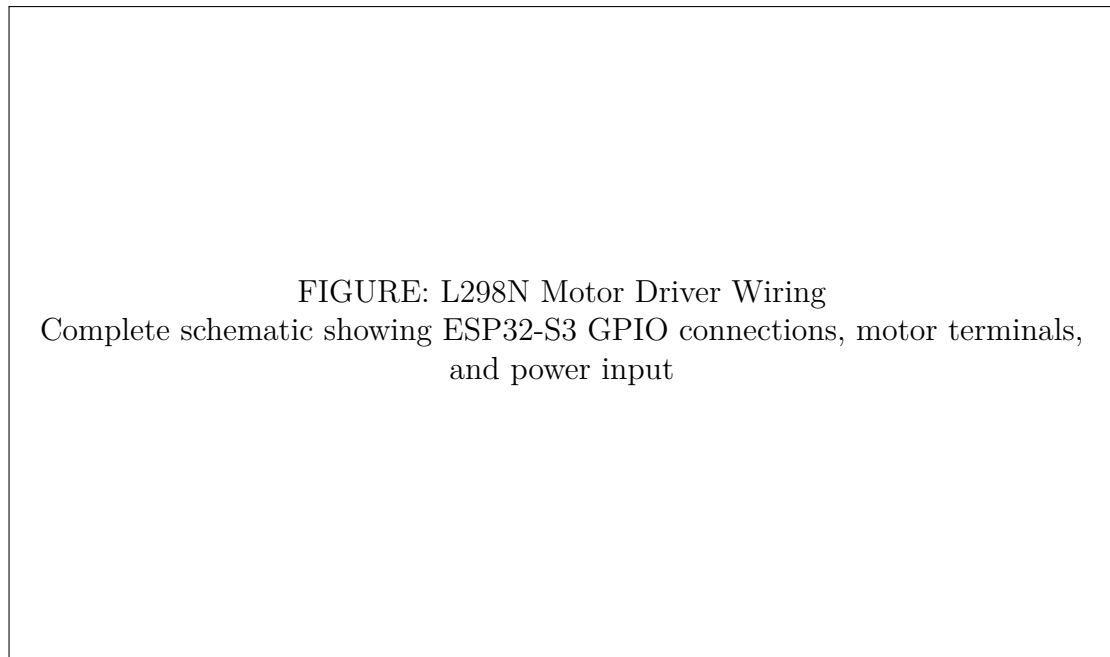 FIGURE: L298N Motor Driver Wiring
Complete schematic showing ESP32-S3 GPIO connections, motor terminals,
and power input